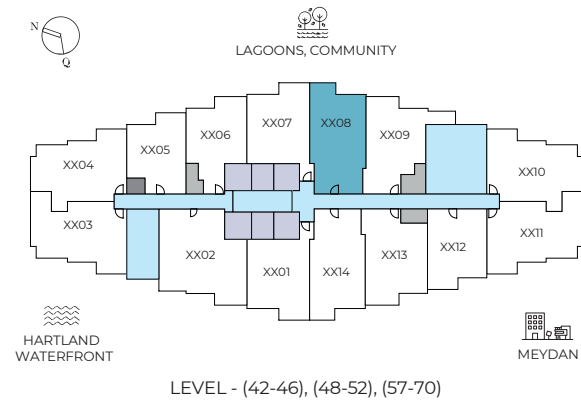 N
Q
LAGOONS, COMMUNITY
XX07
XX08
XX06
XX09
XX05
XX04
XX10
XX03
XX11
XX02
XX12
XX13
XX01
XX14
HARTLAND
WATERFRONT
MEYDAN
LEVEL - (42-46), (48-52), (57-70)